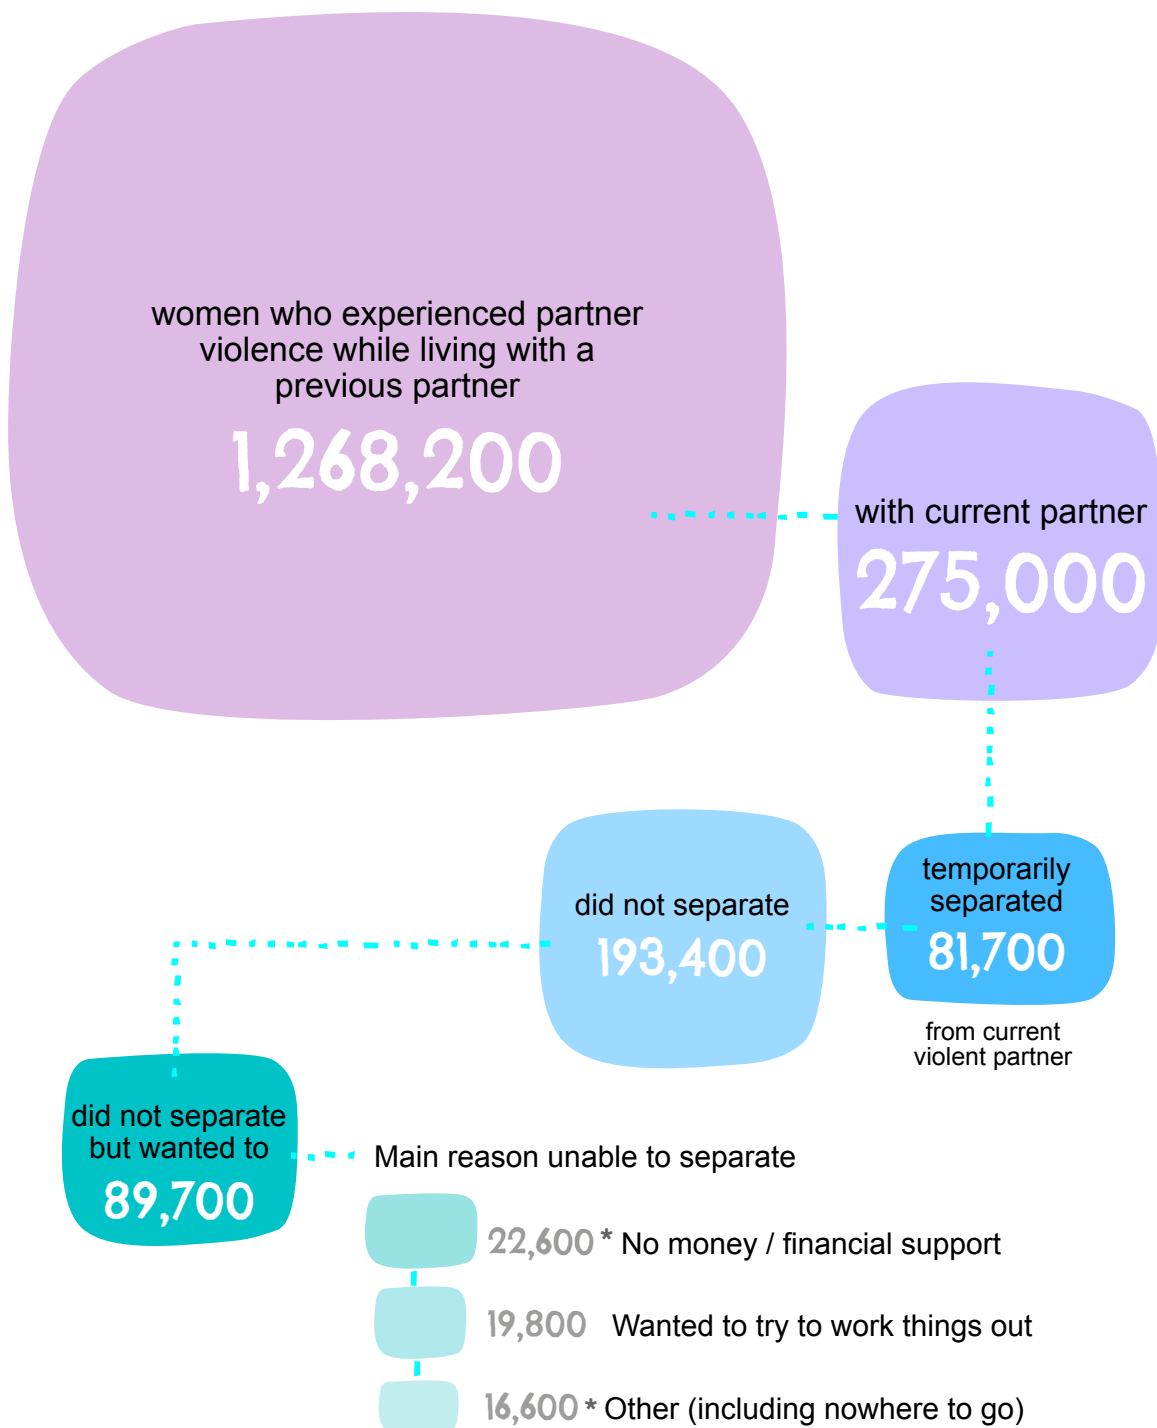 women who experienced partner
violence while living with a
previous partner
1,268,200
with current partner
275,000
did not separate
193,400
temporarily
separated
81,700
from current
violent partner
did not separate
but wanted to
89,700
Main reason unable to separate
22,600 * No money / financial support
19,800 Wanted to try to work things out
16,600 * Other (including nowhere to go)